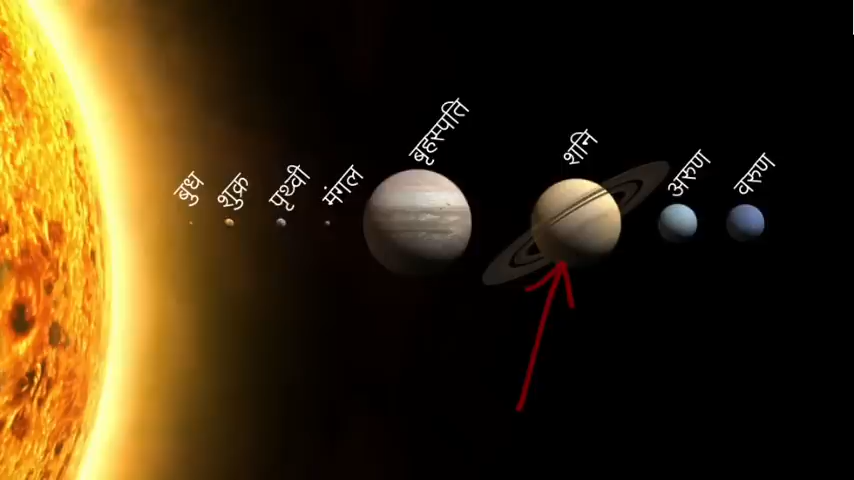 बुध
शुक्र
पृथ्वी
मंगल
बृहस्पति
शनि
अरुण
वरुण